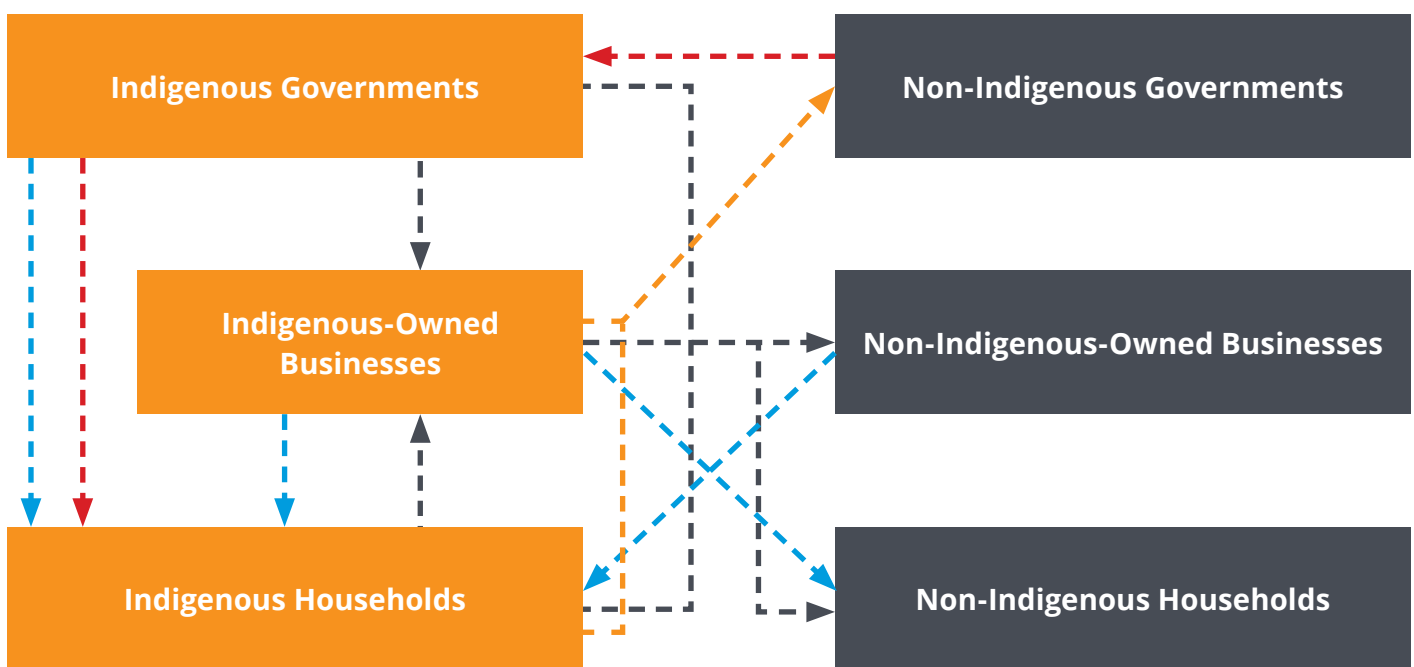 Indigenous Governments
Non-Indigenous Governments
Indigenous-Owned
Businesses
Non-Indigenous-Owned Businesses
Indigenous Households
Non-Indigenous Households